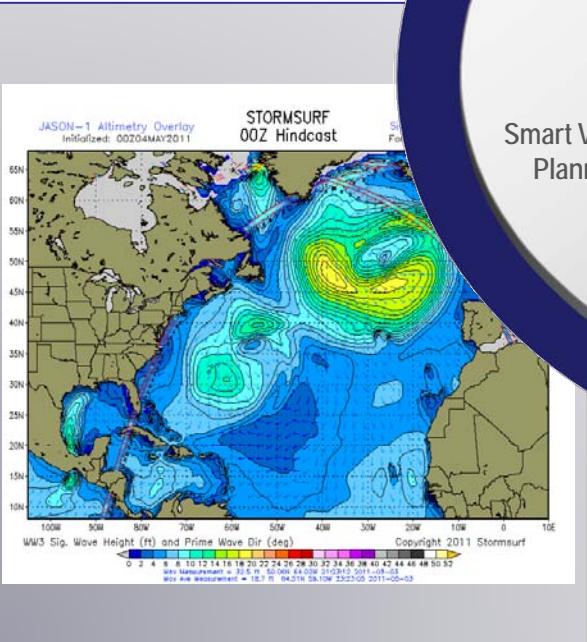 Smart
Plann
JASON-1 Altimetry Overlay
Initialized: 00Z04MAY2011
STORMSURF
00Z Hindcast
65N
60N
55N
50N
45N
40N
35N
30N
25N
20N
15N
10N
100W 90W 80W 70W 60W 50W 40W 30W 20W 10W 0 10E
WW3 Sig. Wave Height (ft) and Prime Wave Dir (deg)
Copyright 2011 Stormsurf
0 2 4 6 8 10 12 14 16 18 20 22 24 26 28 30 32 34 36 38 40 42 44 46 48 50 52